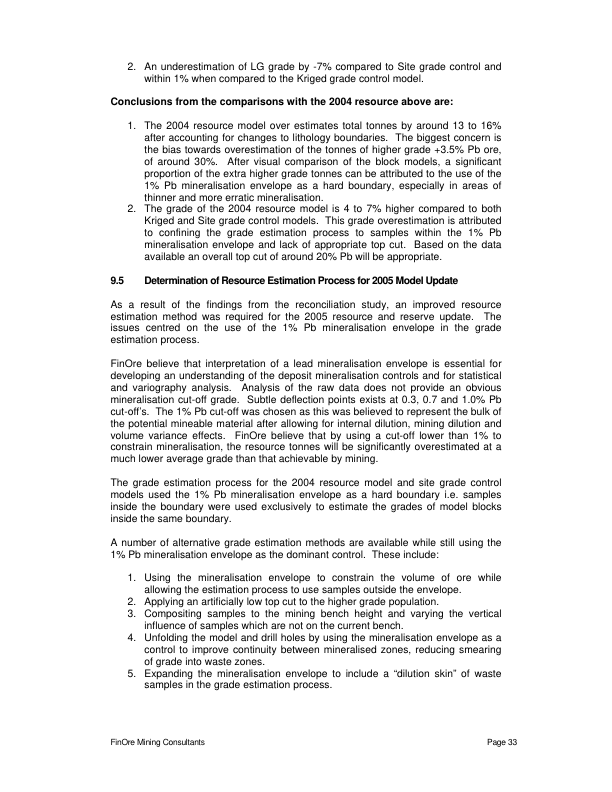 2. An underestimation of LG grade by -7% compared to Site grade control and
within 1% when compared to the Kriged grade control model.
Conclusions from the comparisons with the 2004 resource above are:
1. The 2004 resource model over estimates total tonnes by around 13 to 16%
after accounting for changes to lithology boundaries. The biggest concern is
the bias towards overestimation of the tonnes of higher grade +3.5% Pb ore,
of around 30%. After visual comparison of the block models, a significant
proportion of the extra higher grade tonnes can be attributed to the use of the
1% Pb mineralisation envelope as a hard boundary, especially in areas of
thinner and more erratic mineralisation.
2. The grade of the 2004 resource model is 4 to 7% higher compared to both
Kriged and Site grade control models. This grade overestimation is attributed
to confining the grade estimation process to samples within the 1% Pb
mineralisation envelope and lack of appropriate top cut. Based on the data
available an overall top cut of around 20% Pb will be appropriate.
9.5 Determination of Resource Estimation Process for 2005 Model Update
As a result of the findings from the reconciliation study, an improved resource
estimation method was required for the 2005 resource and reserve update. The
issues centred on the use of the 1% Pb mineralisation envelope in the grade
estimation process.
FinOre believe that interpretation of a lead mineralisation envelope is essential for
developing an understanding of the deposit mineralisation controls and for statistical
and variography analysis. Analysis of the raw data does not provide an obvious
mineralisation cut-off grade. Subtle deflection points exists at 0.3, 0.7 and 1.0% Pb
cut-off's. The 1% Pb cut-off was chosen as this was believed to represent the bulk of
the potential mineable material after allowing for internal dilution, mining dilution and
volume variance effects. FinOre believe that by using a cut-off lower than 1% to
constrain mineralisation, the resource tonnes will be significantly overestimated at a
much lower average grade than that achievable by mining.
The grade estimation process for the 2004 resource model and site grade control
models used the 1% Pb mineralisation envelope as a hard boundary i.e. samples
inside the boundary were used exclusively to estimate the grades of model blocks
inside the same boundary.
A number of alternative grade estimation methods are available while still using the
1% Pb mineralisation envelope as the dominant control. These include:
1. Using the mineralisation envelope to constrain the volume of ore while
allowing the estimation process to use samples outside the envelope.
2. Applying an artificially low top cut to the higher grade population.
3. Compositing samples to the mining bench height and varying the vertical
influence of samples which are not on the current bench.
4. Unfolding the model and drill holes by using the mineralisation envelope as a
control to improve continuity between mineralised zones, reducing smearing
of grade into waste zones.
5. Expanding the mineralisation envelope to include a “dilution skin” of waste
samples in the grade estimation process.
FinOre Mining Consultants Page 33